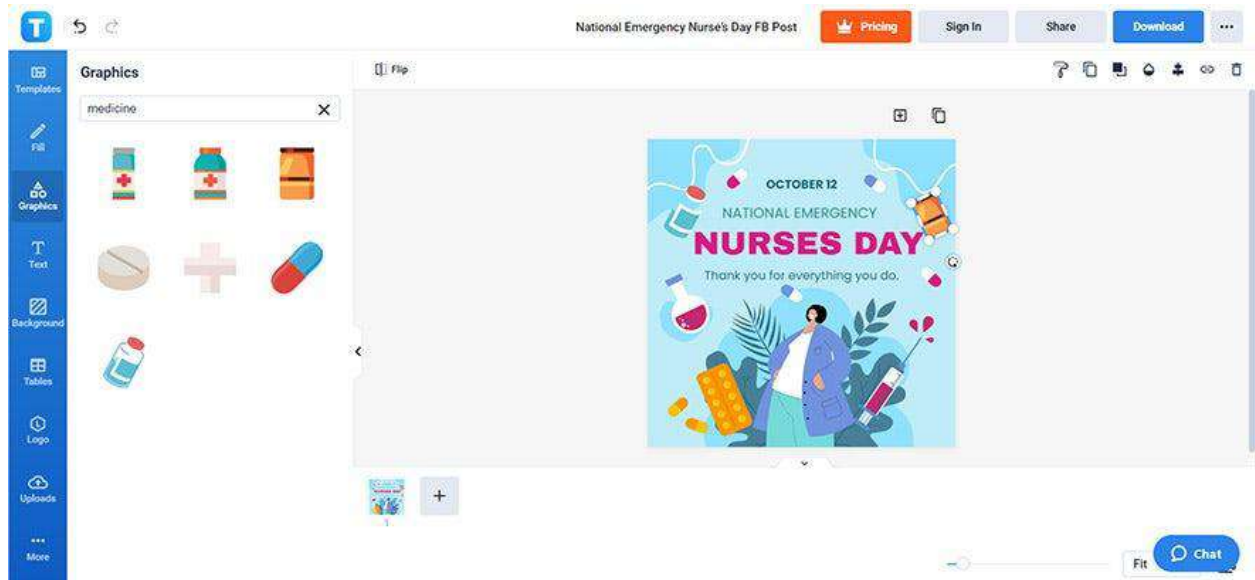 T
National Emergency Nurse's Day FB Post
Pricing
Sign In
Share
Download
Templates
Fill
Graphics
Text
Background
Tables
Logo
Uploads
More
Graphics
medicine
Flip
OCTOBER 12
NATIONAL EMERGENCY
NURSES DAY
Thank you for everything you do.
1
Fit
Chat